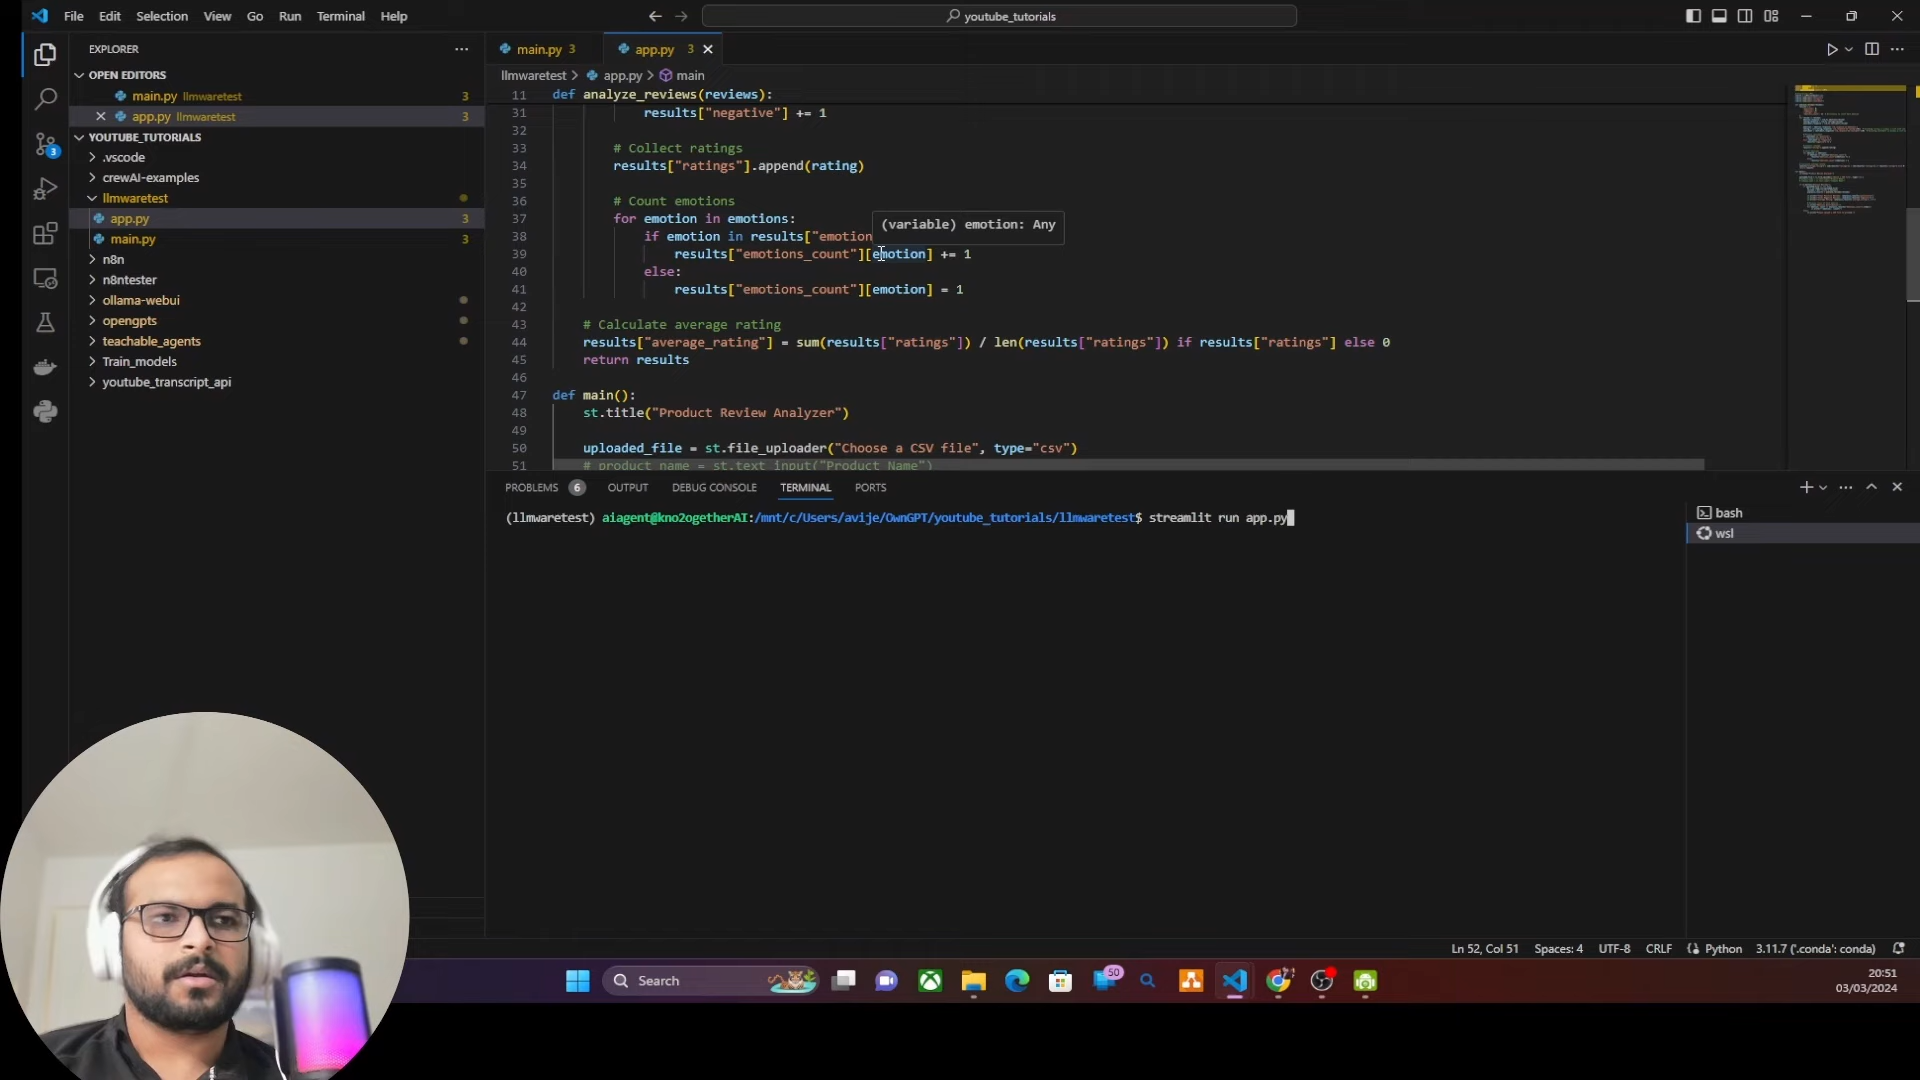 File Edit Selection View Go Run Terminal Help
youtube_tutorials
EXPLORER
OPEN EDITORS
main.py llmwaretest 3
app.py llmwaretest 3
YOUTUBE_TUTORIALS
.vscode
crewAI-examples
llmwaretest
app.py 3
main.py 3
n8n
n8ntester
ollama-webui
opengpts
teachable_agents
Train_models
youtube_transcript_api
3
main.py 3 app.py 3
llmwaretest > app.py > main
11 def analyze_reviews(reviews):
31 results["negative"] += 1
32
33 # Collect ratings
34 results["ratings"].append(rating)
35
36 # Count emotions
37 for emotion in emotions:
(variable) emotion: Any
38 if emotion in results["emotion
39 results["emotions_count"][emotion] += 1
40 else:
41 results["emotions_count"][emotion] = 1
42
43 # Calculate average rating
44 results["average_rating"] = sum(results["ratings"]) / len(results["ratings"]) if results["ratings"] else 0
45 return results
46
47 def main():
48 st.title("Product Review Analyzer")
49
50 uploaded_file = st.file_uploader("Choose a CSV file", type="csv")
51 # product_name = st.text_input("Product Name")
PROBLEMS 6 OUTPUT DEBUG CONSOLE TERMINAL PORTS
(llmwaretest) aiagent@kno2getherAI:/mnt/c/Users/avije/OwnGPT/youtube_tutorials/llmwaretest$ streamlit run app.py
bash
wsl
Ln 52, Col 51 Spaces: 4 UTF-8 CRLF Python 3.11.7 ('.conda': conda)
Search
50
20:51
03/03/2024